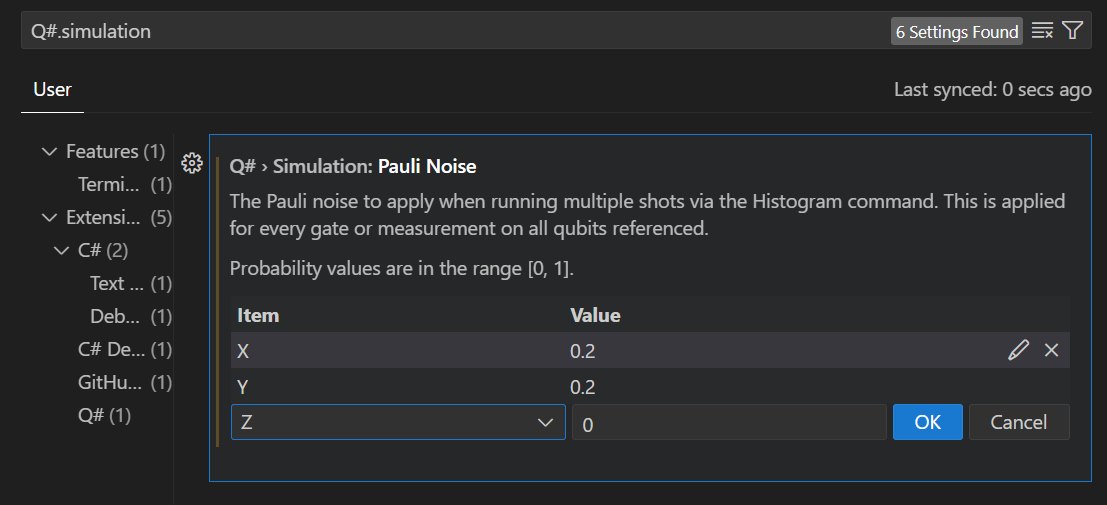 Q#.simulation
6 Settings Found
User
Last synced: 0 secs ago
Features (1)
Termi... (1)
Extensi... (5)
C# (2)
Text ... (1)
Deb... (1)
C# De... (1)
GitHu... (1)
Q# (1)
Q# › Simulation: Pauli Noise
The Pauli noise to apply when running multiple shots via the Histogram command. This is applied
for every gate or measurement on all qubits referenced.
Probability values are in the range [0, 1].
Item Value
X 0.2
Y 0.2
Z 0 OK Cancel